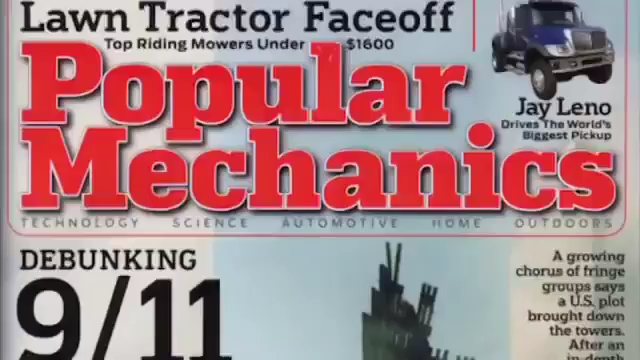 Lawn Tractor Faceoff
Top Riding Mowers Under $1600
Popular
Mechanics
Jay Leno
Drives The World's
Biggest Pickup
TECHNOLOGY SCIENCE AUTOMOTIVE HOME OUTDOORS
DEBUNKING
9/11
A growing
chorus of fringe
groups says
a U.S. plot
brought down
the towers.
After an
in-depth